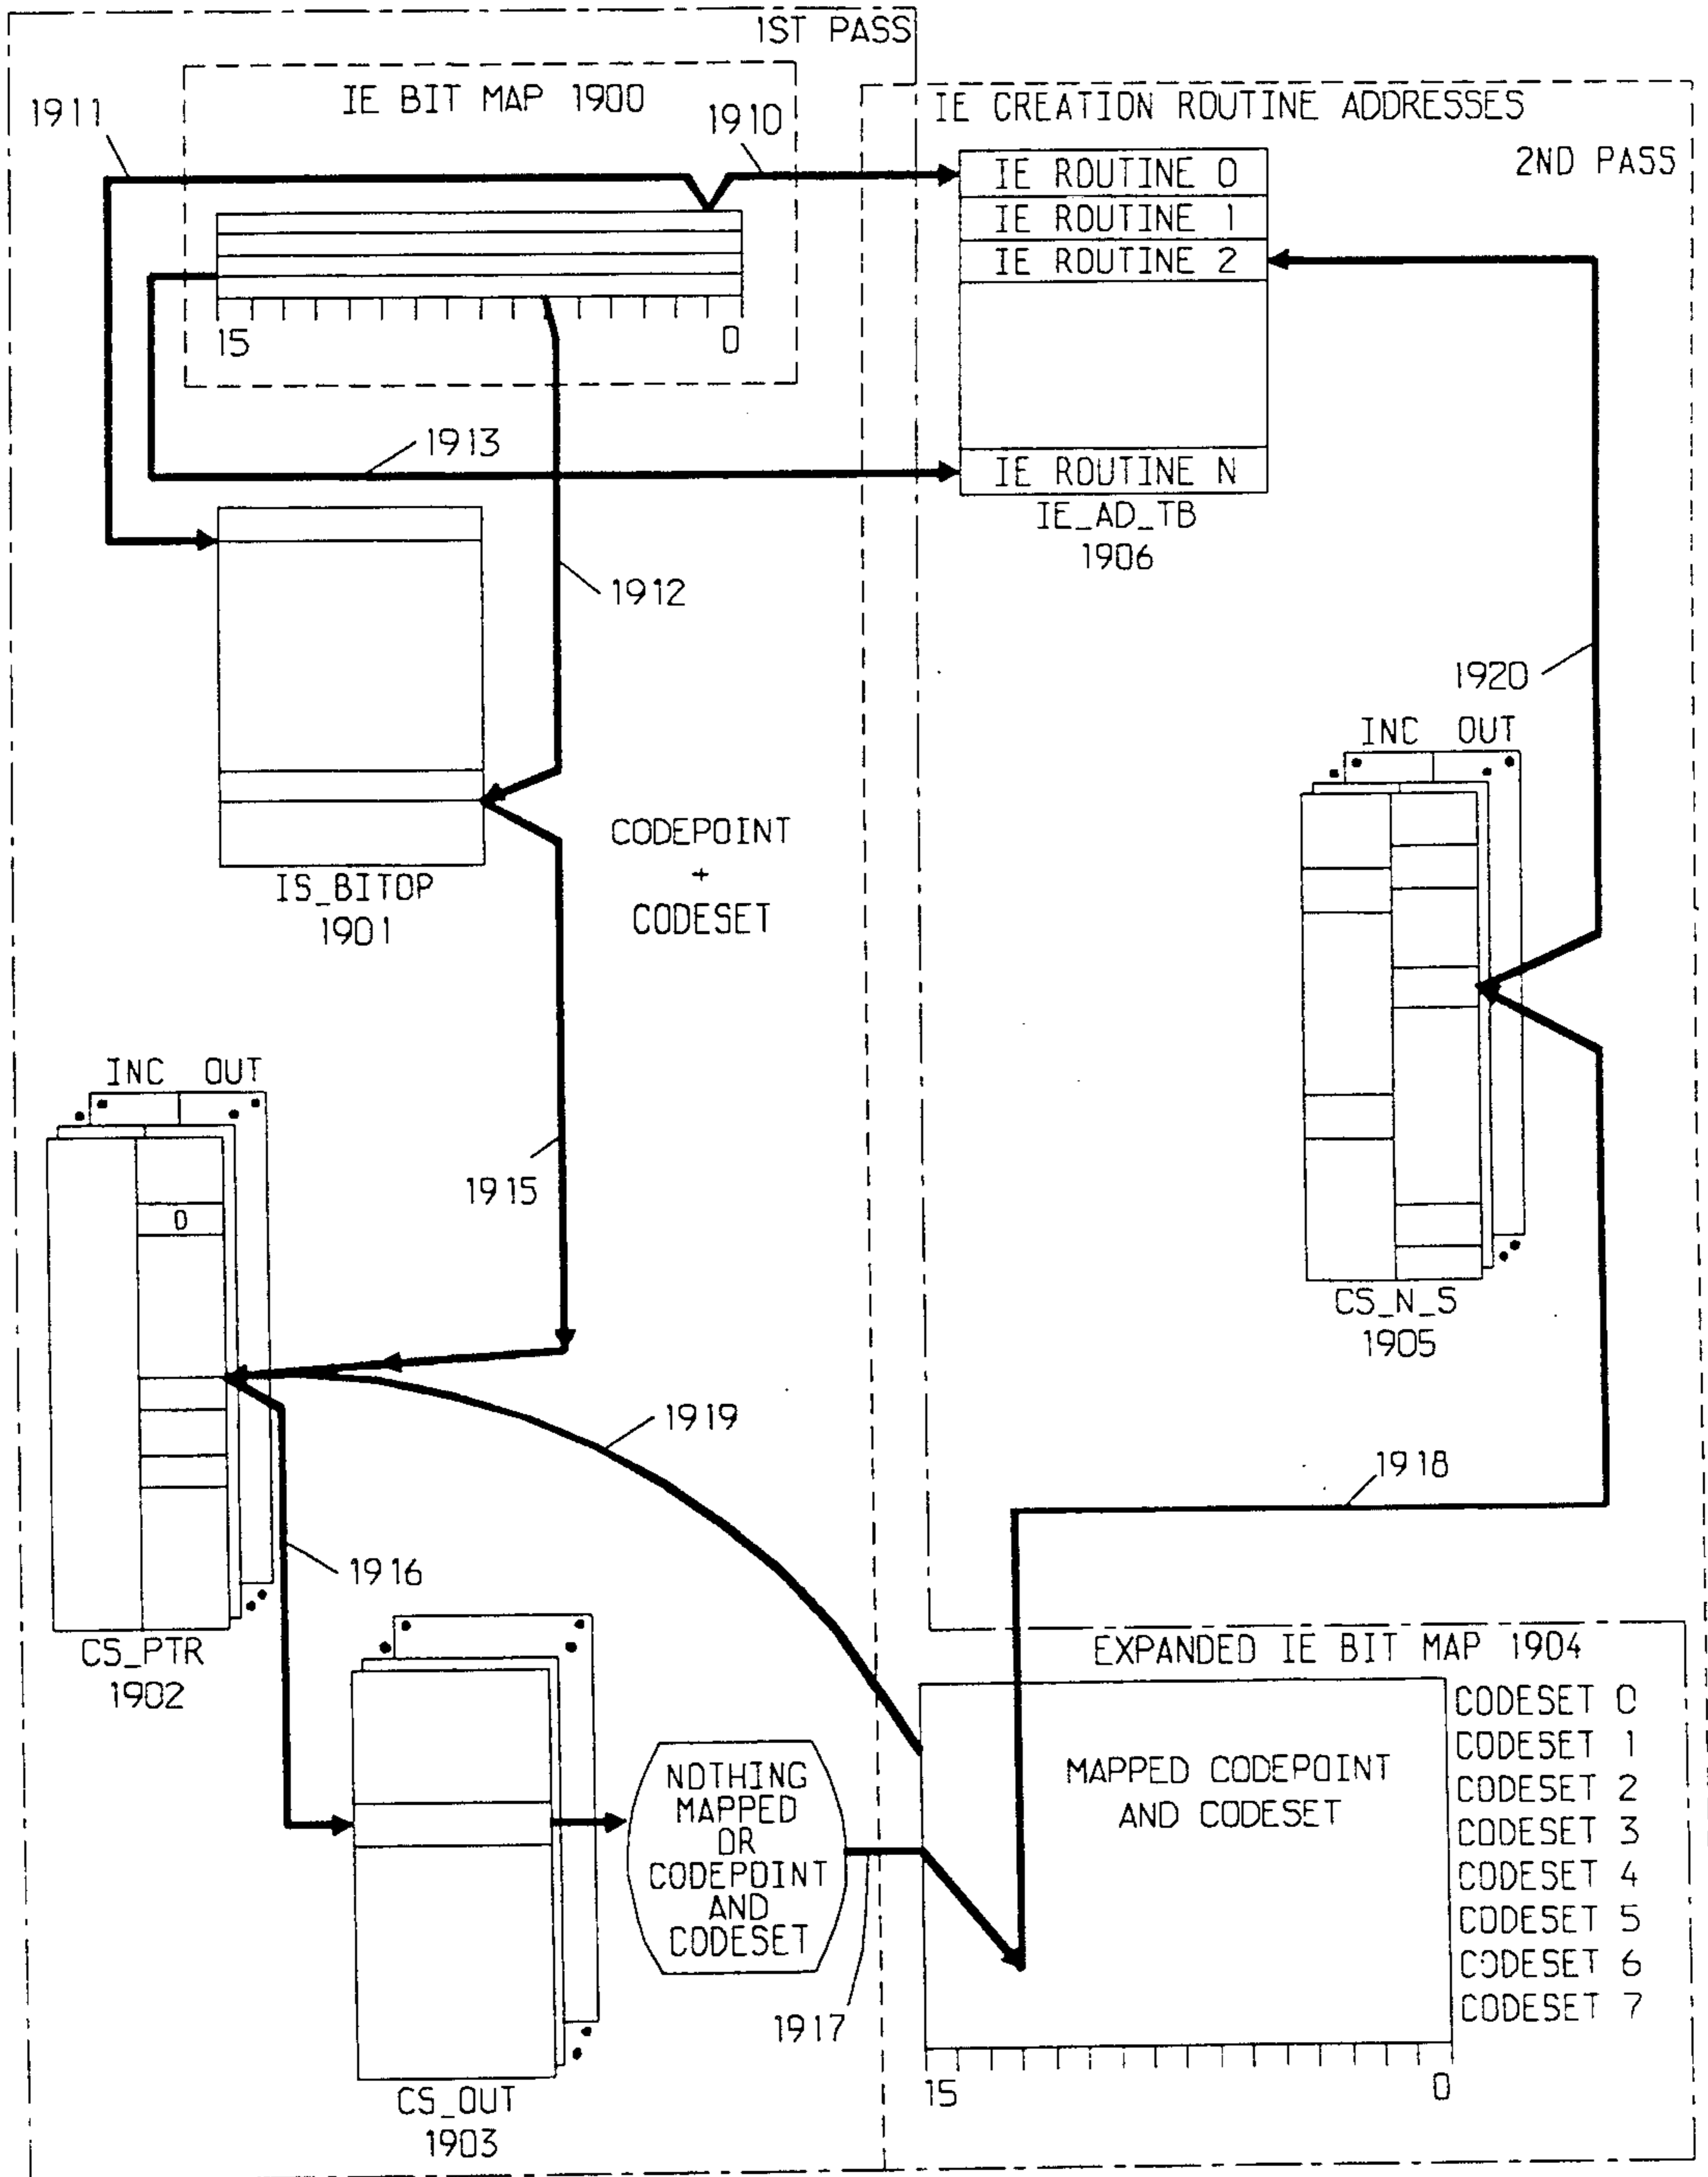 1ST PASS
IE BIT MAP 1900
1911
1910
15
0
1913
IE CREATION ROUTINE ADDRESSES
2ND PASS
IE ROUTINE 0
IE ROUTINE 1
IE ROUTINE 2
IE ROUTINE N
IE_AD_TB
1906
1912
1920
IS_BITOP
1901
CODEPOINT
+
CODESET
INC OUT
CS_N_S
1905
INC OUT
0
1915
CS_PTR
1902
1919
1918
1916
CS_OUT
1903
NOTHING
MAPPED
OR
CODEPOINT
AND
CODESET
1917
EXPANDED IE BIT MAP 1904
MAPPED CODEPOINT
AND CODESET
CODESET 0
CODESET 1
CODESET 2
CODESET 3
CODESET 4
CODESET 5
CODESET 6
CODESET 7
15
0